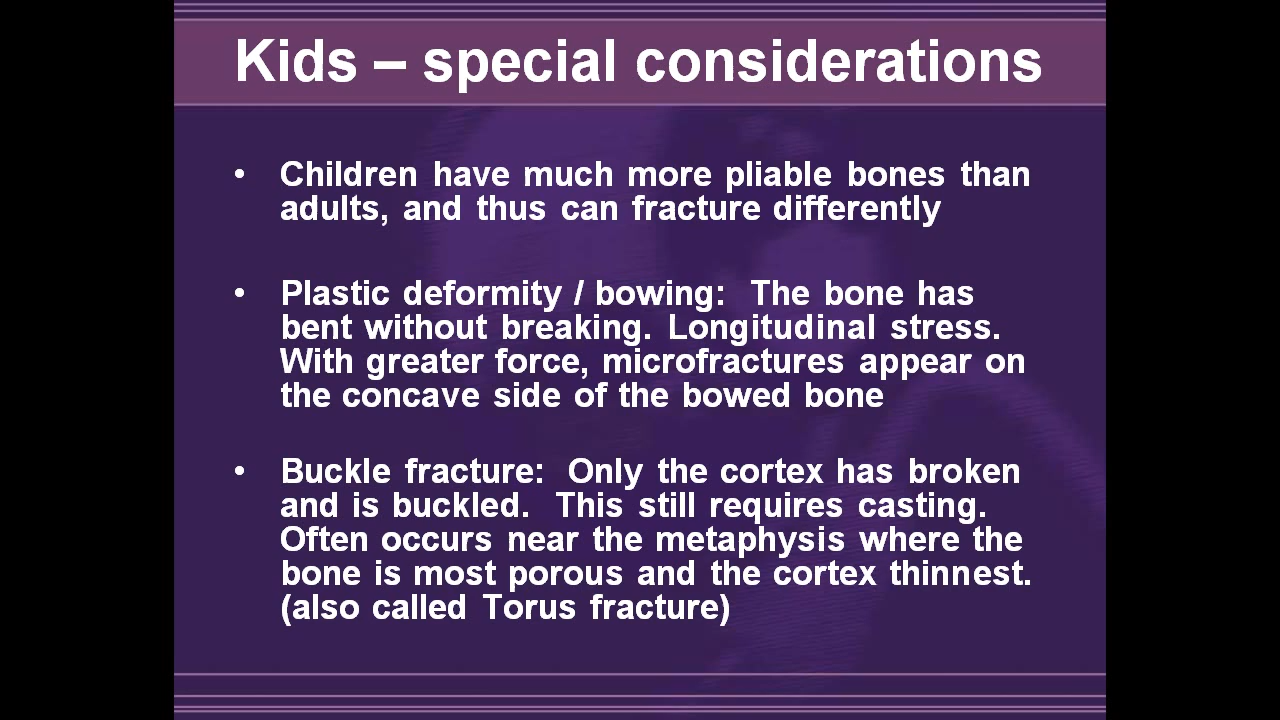 Kids – special considerations
• Children have much more pliable bones than
adults, and thus can fracture differently
• Plastic deformity / bowing:  The bone has
bent without breaking. Longitudinal stress.
With greater force, microfractures appear on
the concave side of the bowed bone
• Buckle fracture:  Only the cortex has broken
and is buckled.  This still requires casting.
Often occurs near the metaphysis where the
bone is most porous and the cortex thinnest.
(also called Torus fracture)